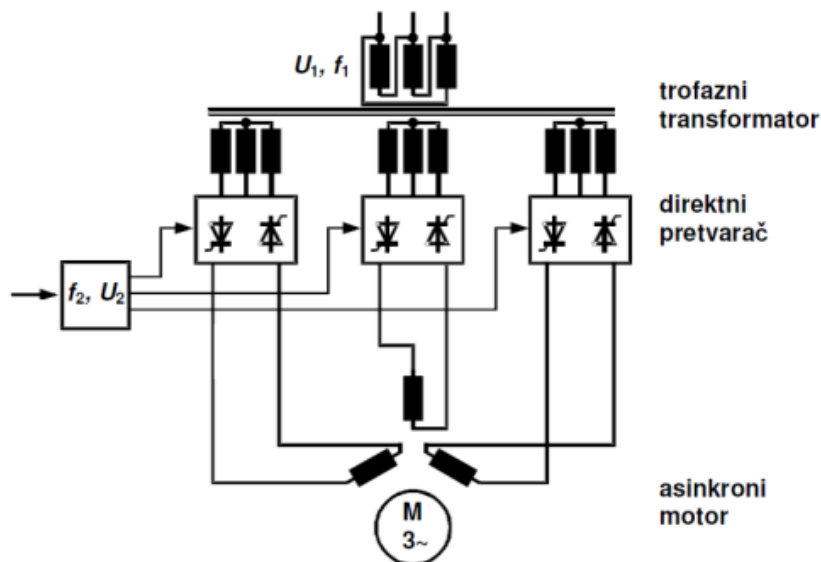 U₁, f₁
trofazni
transformator
direktni
pretvarač
f₂, U₂
asinkroni
motor
M
3~